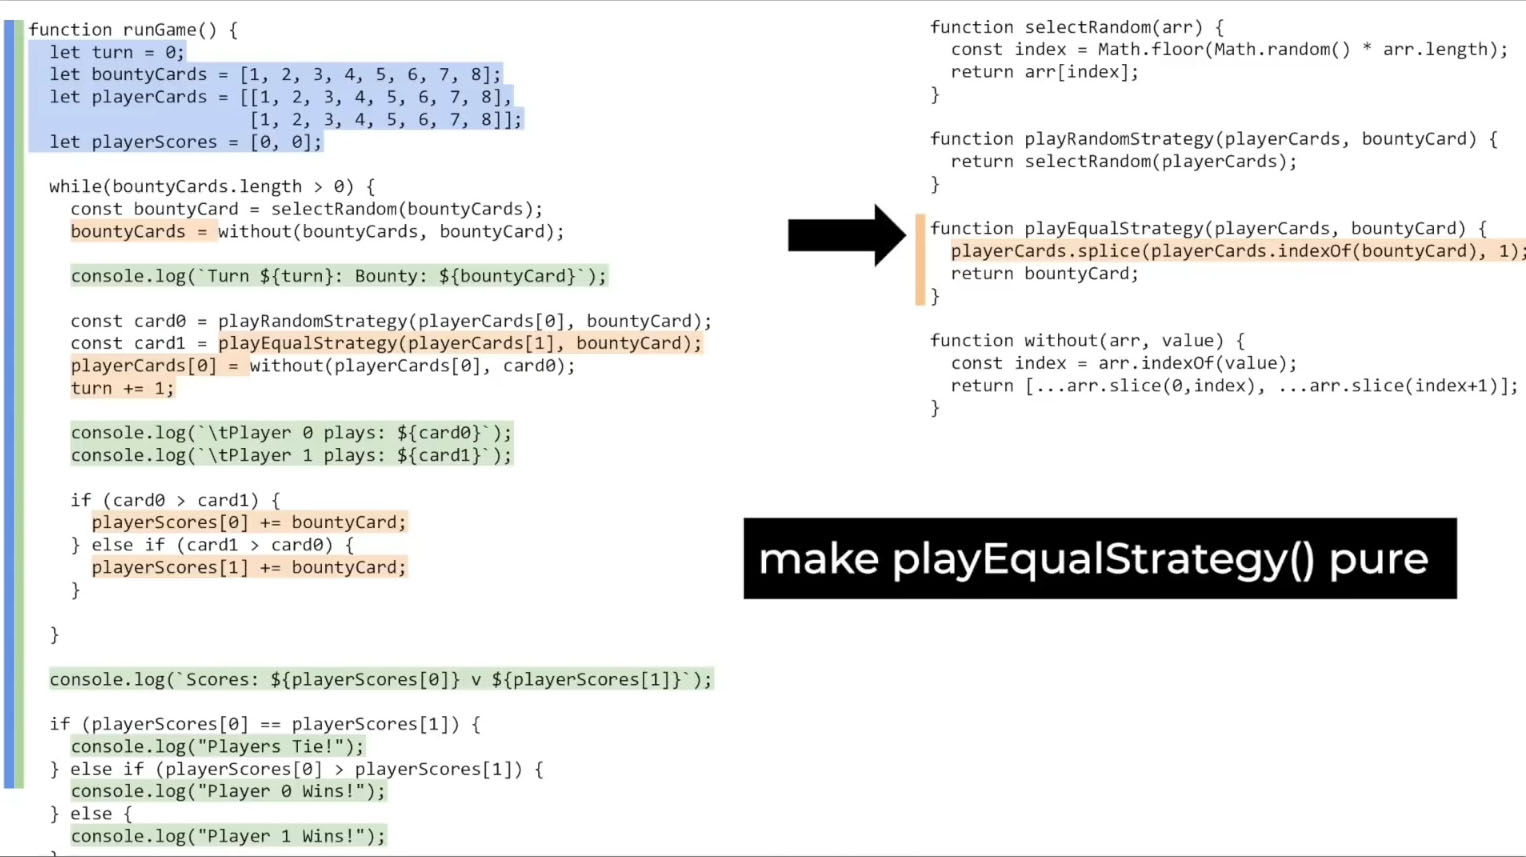 function runGame() {
let turn = 0;
let bountyCards = [1, 2, 3, 4, 5, 6, 7, 8];
let playerCards = [[1, 2, 3, 4, 5, 6, 7, 8],
[1, 2, 3, 4, 5, 6, 7, 8]];
let playerScores = [0, 0];
while(bountyCards.length > 0) {
const bountyCard = selectRandom(bountyCards);
bountyCards = without(bountyCards, bountyCard);
console.log(`Turn ${turn}: Bounty: ${bountyCard}`);
const card0 = playRandomStrategy(playerCards[0], bountyCard);
const card1 = playEqualStrategy(playerCards[1], bountyCard);
playerCards[0] = without(playerCards[0], card0);
turn += 1;
console.log(`\tPlayer 0 plays: ${card0}`);
console.log(`\tPlayer 1 plays: ${card1}`);
if (card0 > card1) {
playerScores[0] += bountyCard;
} else if (card1 > card0) {
playerScores[1] += bountyCard;
}
}
console.log(`Scores: ${playerScores[0]} v ${playerScores[1]}`);
if (playerScores[0] == playerScores[1]) {
console.log("Players Tie!");
} else if (playerScores[0] > playerScores[1]) {
console.log("Player 0 Wins!");
} else {
console.log("Player 1 Wins!");
function selectRandom(arr) {
const index = Math.floor(Math.random() * arr.length);
return arr[index];
}
function playRandomStrategy(playerCards, bountyCard) {
return selectRandom(playerCards);
}
function playEqualStrategy(playerCards, bountyCard) {
playerCards.splice(playerCards.indexOf(bountyCard), 1);
return bountyCard;
}
function without(arr, value) {
const index = arr.indexOf(value);
return [...arr.slice(0,index), ...arr.slice(index+1)];
}
make playEqualStrategy() pure